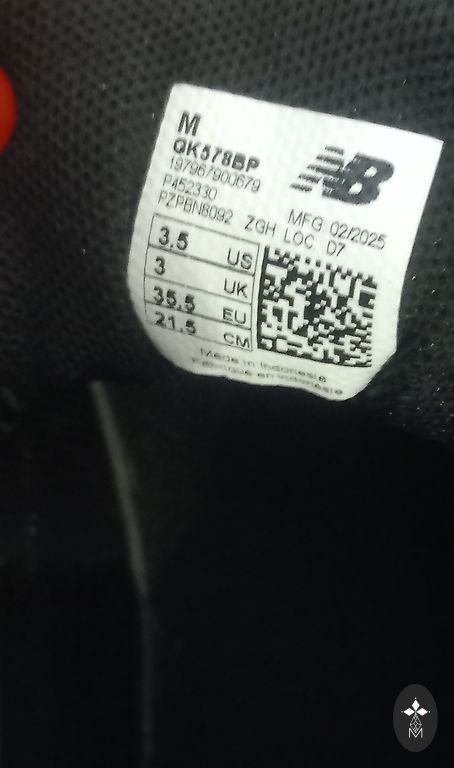 M
GK578BP
197967900679
P452330
PZPBN8092 ZGH LOC D7
NB
MFG 02/2025
3.5 US
3 UK
35.5 EU
21.5 CM
Made in Indonesia
Fabriqué en Indonésie
M